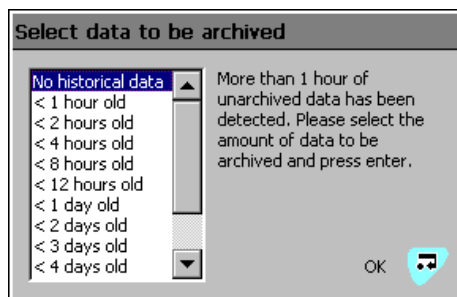 Select data to be archived
No historical data
< 1 hour old
< 2 hours old
< 4 hours old
< 8 hours old
< 12 hours old
< 1 day old
< 2 days old
< 3 days old
< 4 days old
More than 1 hour of
unarchived data has been
detected. Please select the
amount of data to be
archived and press enter.
OK